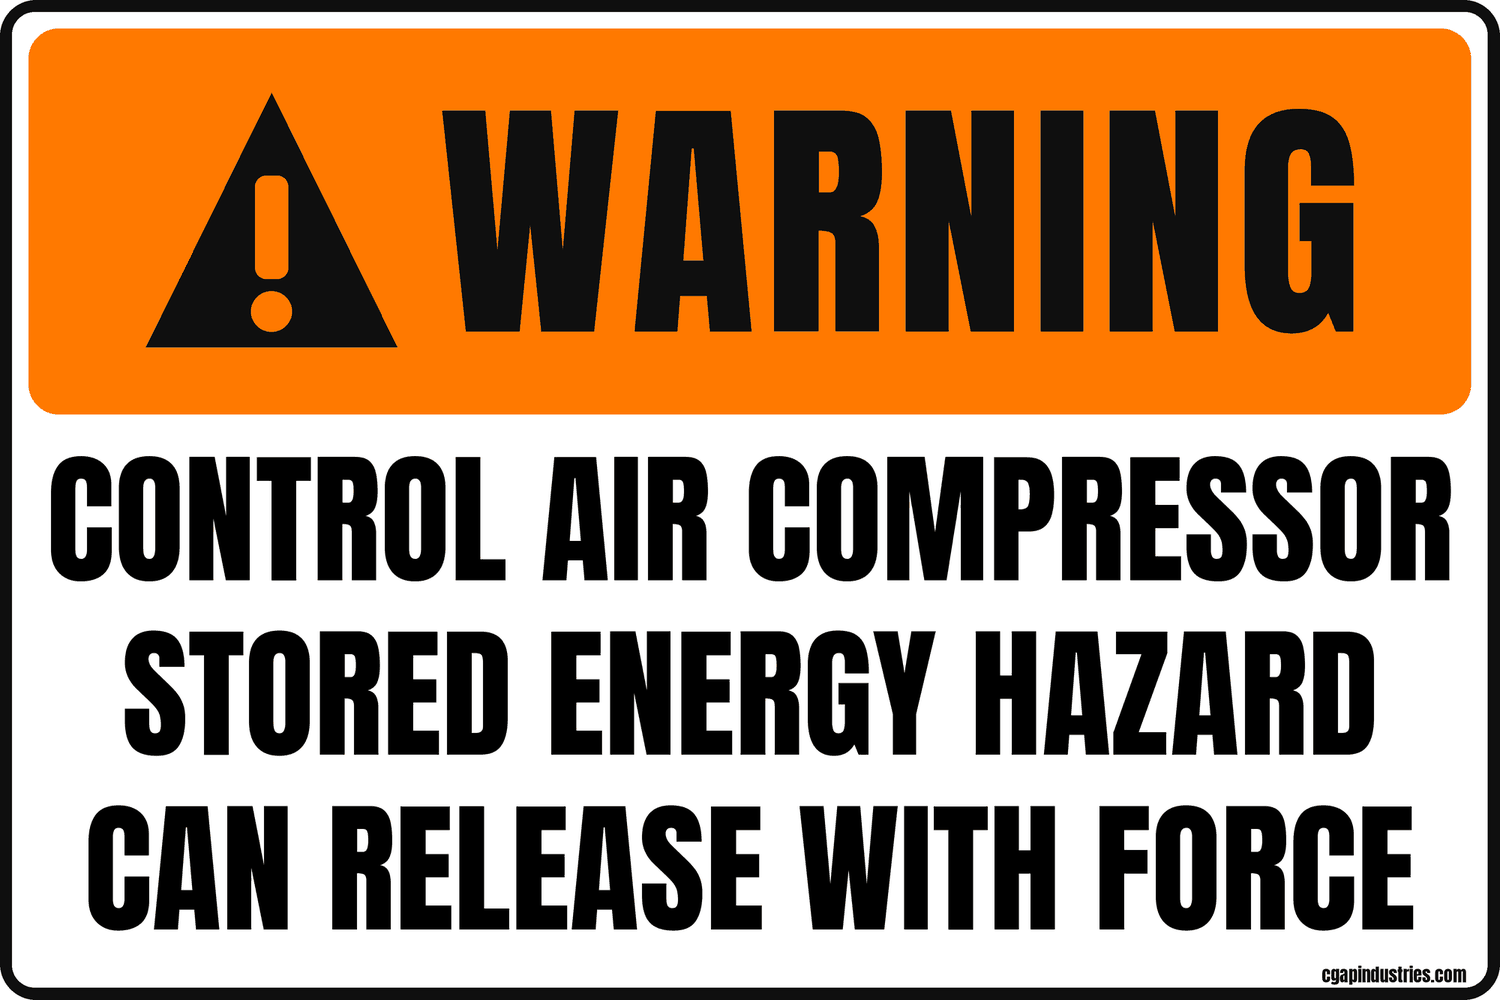 WARNING
CONTROL AIR COMPRESSOR
STORED ENERGY HAZARD
CAN RELEASE WITH FORCE
cgapindustries.com